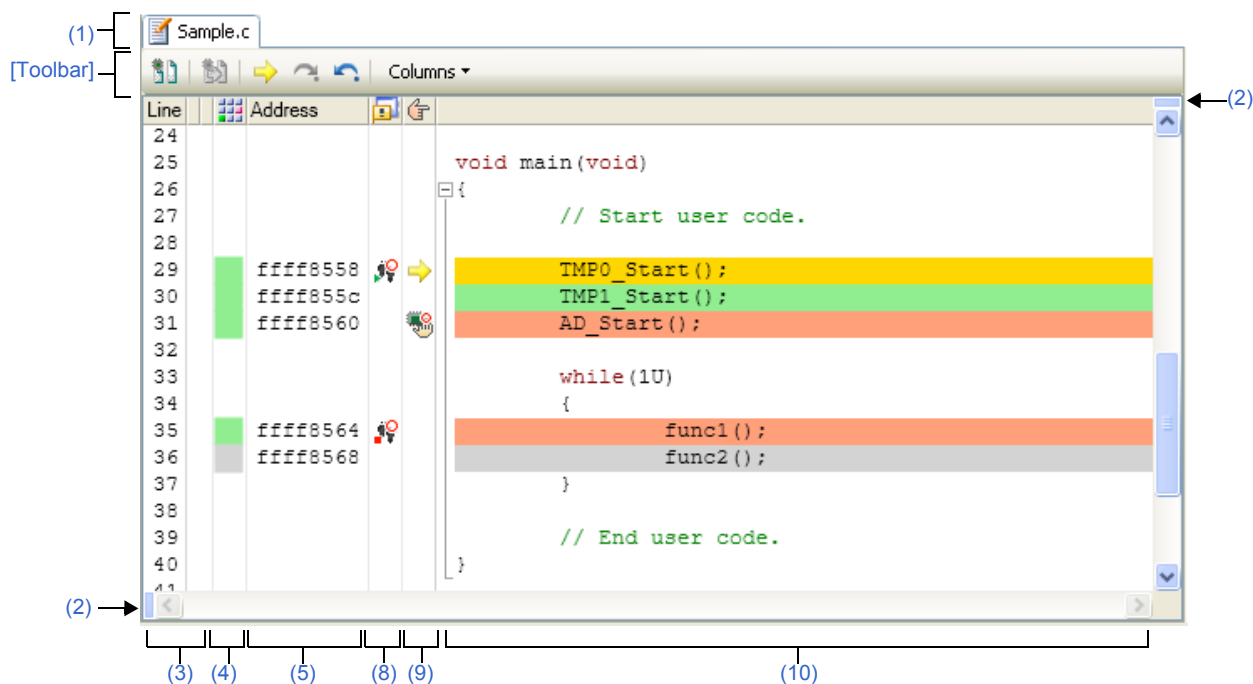 (1)
Sample.c
[Toolbar]
Columns
(2)
Line Address
24
25 void main(void)
26 {
27 // Start user code.
28
29 ffff8558 TMP0_Start();
30 ffff855c TMP1_Start();
31 ffff8560 AD_Start();
32
33 while(1U)
34 {
35 ffff8564 func1();
36 ffff8568 func2();
37 }
38
39 // End user code.
40 }
41
(2)
(3) (4) (5) (8) (9) (10)